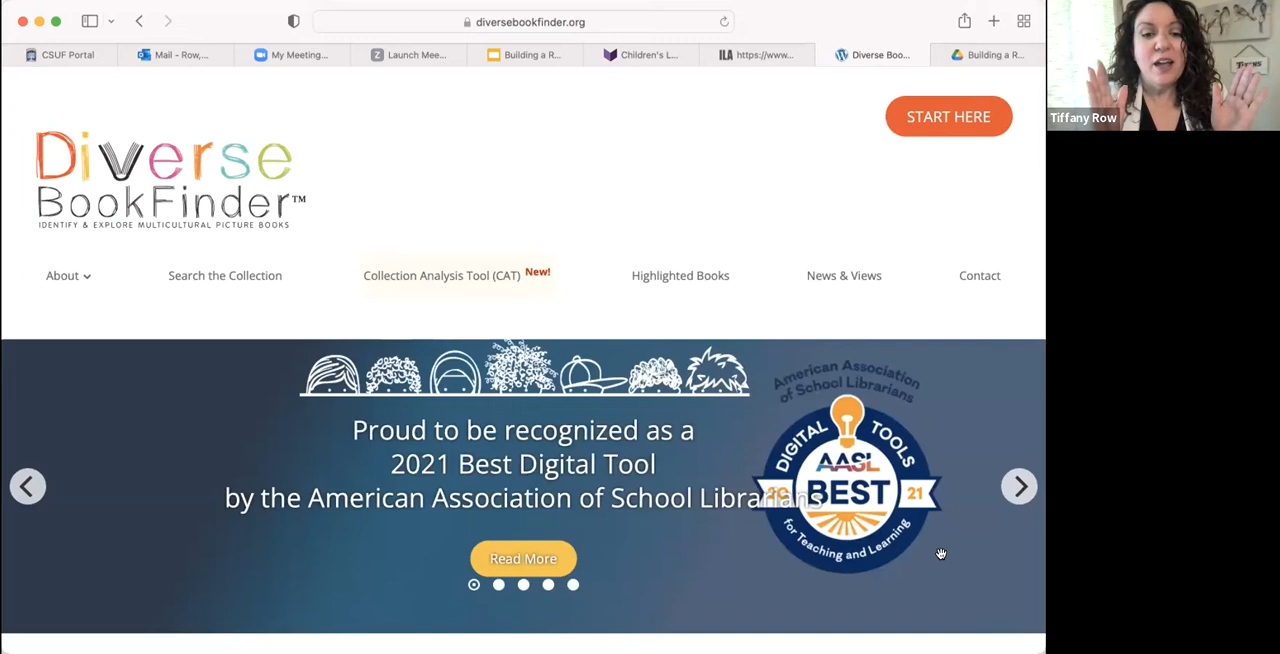 diversebookfinder.org
CSUF Portal
Mail - Row,...
My Meeting...
Launch Mee...
Building a R...
Children's L...
ILA https://www...
Diverse Boo...
Building a R...
Tiffany Row
START HERE
Diverse
BookFinder™
IDENTIFY & EXPLORE MULTICULTURAL PICTURE BOOKS
About
Search the Collection
Collection Analysis Tool (CAT) New!
Highlighted Books
News & Views
Contact
Proud to be recognized as a
2021 Best Digital Tool
by the American Association of School Librarians
Read More
American Association
of School Librarians
DIGITAL TOOLS
AASL
20 BEST 21
for Teaching and Learning